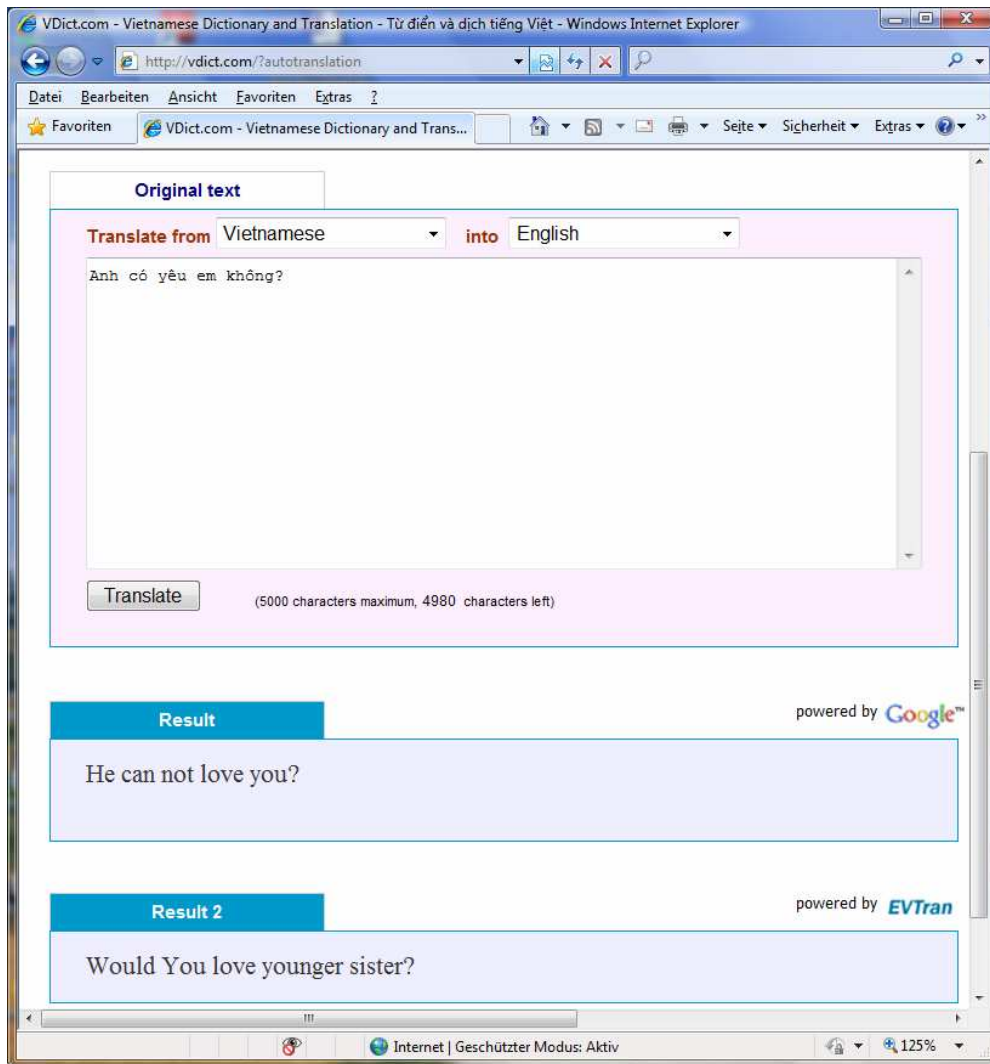 VDict.com - Vietnamese Dictionary and Translation - Từ điển và dịch tiếng Việt - Windows Internet Explorer
http://vdict.com/?autotranslation
Datei Bearbeiten Ansicht Favoriten Extras ?
Favoriten VDict.com - Vietnamese Dictionary and Trans... Seite Sicherheit Extras
Original text
Translate from Vietnamese into English
Anh có yêu em không?
Translate (5000 characters maximum, 4980 characters left)
Result powered by Google™
He can not love you?
Result 2 powered by EVTran
Would You love younger sister?
Internet | Geschützter Modus: Aktiv 125%